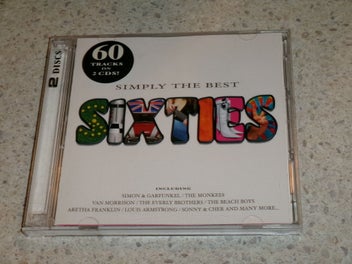 60
TRACKS
ON
2 CDS!
2 DISCS
SIMPLY THE BEST
SIXTIES
INCLUDING
SIMON & GARFUNKEL / THE MONKEES
VAN MORRISON / THE EVERLY BROTHERS / THE BEACH BOYS
ARETHA FRANKLIN / LOUIS ARMSTRONG / SONNY & CHER AND MANY MORE...